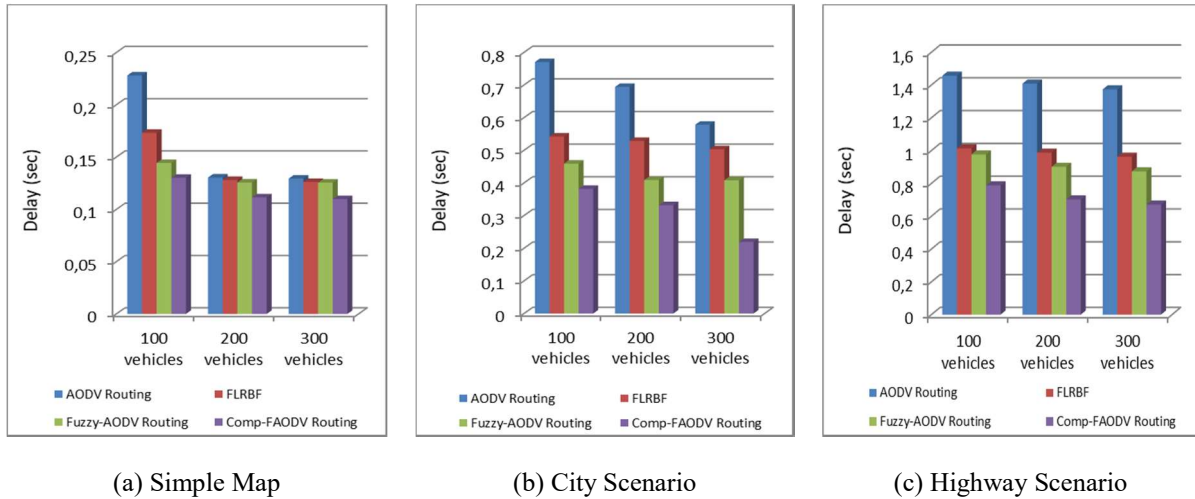 0,25
0,2
0,15
0,1
0,05
0
Delay (sec)
100 vehicles
200 vehicles
300 vehicles
AODV Routing
FLRBF
Fuzzy-AODV Routing
Comp-FAODV Routing
(a) Simple Map
0,8
0,7
0,6
0,5
0,4
0,3
0,2
0,1
0
Delay (sec)
100 vehicles
200 vehicles
300 vehicles
AODV Routing
FLRBF
Fuzzy-AODV Routing
Comp-FAODV Routing
(b) City Scenario
1,6
1,4
1,2
1
0,8
0,6
0,4
0,2
0
Delay (sec)
100 vehicles
200 vehicles
300 vehicles
AODV Routing
FLRBF
Fuzzy-AODV Routing
Comp-FAODV Routing
(c) Highway Scenario